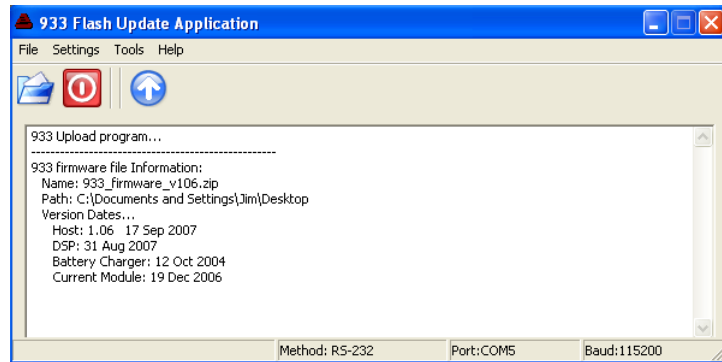 933 Flash Update Application
File Settings Tools Help
933 Upload program...
--------------------------------------------------
933 firmware file Information:
Name: 933_firmware_v106.zip
Path: C:\Documents and Settings\Jim\Desktop
Version Dates...
Host: 1.06 17 Sep 2007
DSP: 31 Aug 2007
Battery Charger: 12 Oct 2004
Current Module: 19 Dec 2006
Method: RS-232 Port:COM5 Baud:115200